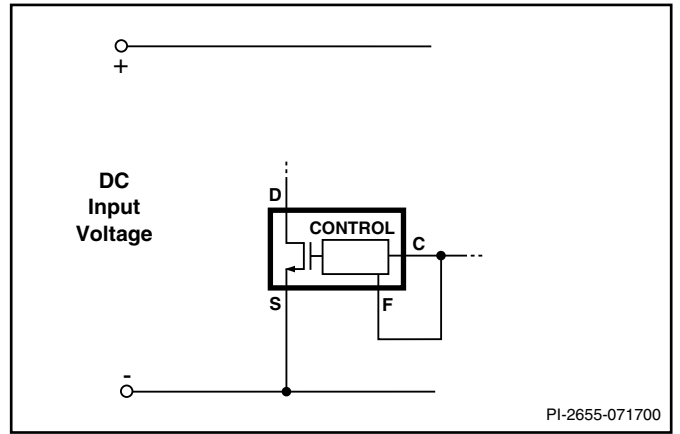 +
DC
Input
Voltage
D
CONTROL
C
S
F
-
PI-2655-071700